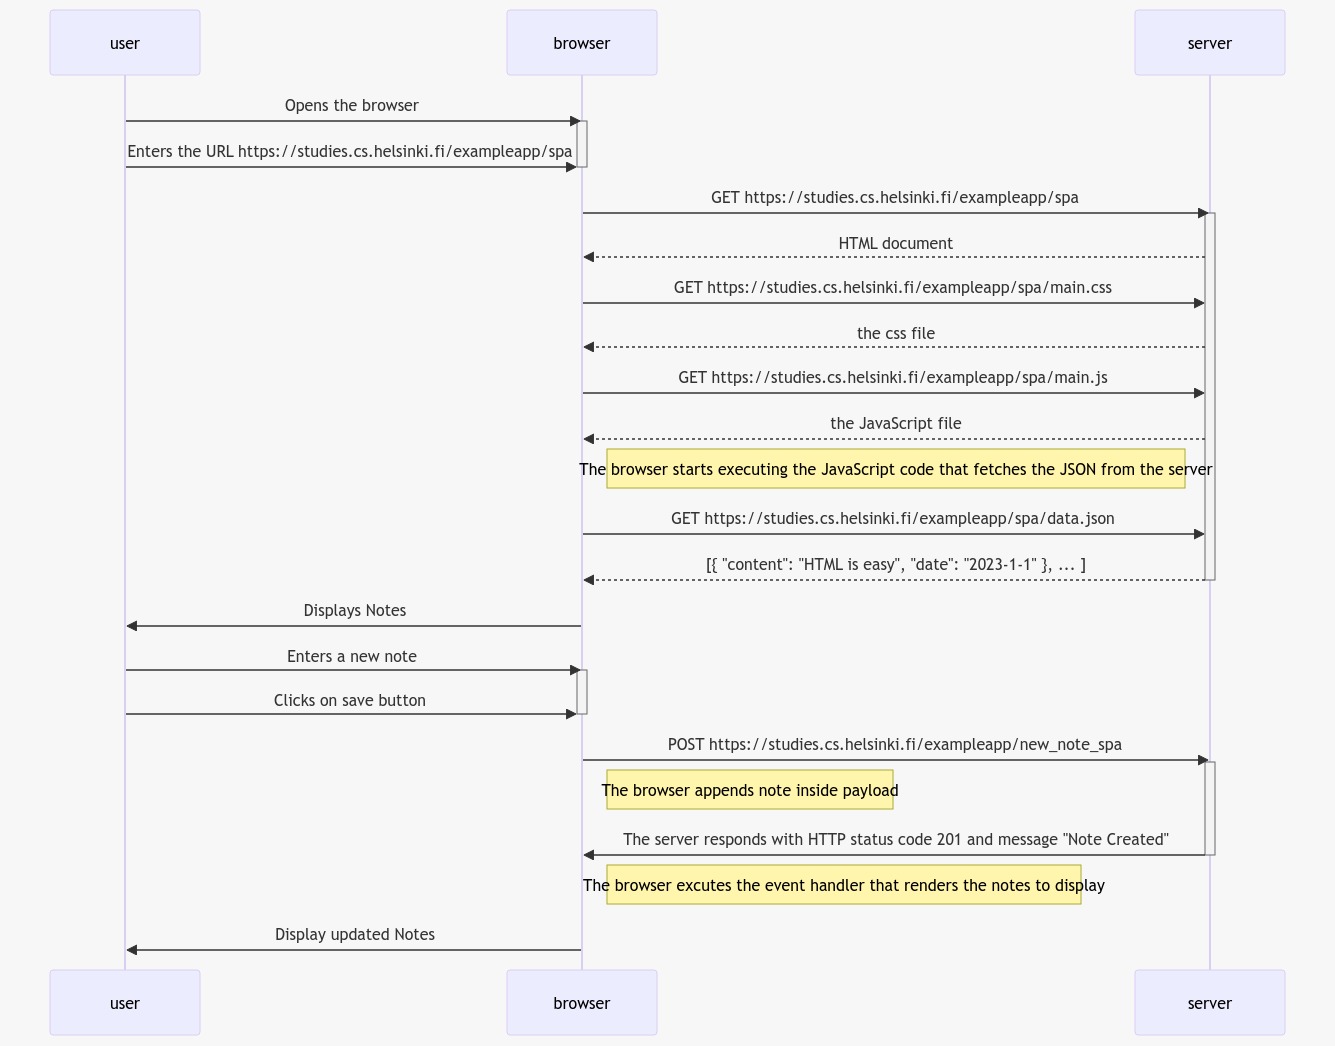 user
browser
server
Opens the browser
Enters the URL https://studies.cs.helsinki.fi/exampleapp/spa
GET https://studies.cs.helsinki.fi/exampleapp/spa
HTML document
GET https://studies.cs.helsinki.fi/exampleapp/spa/main.css
the css file
GET https://studies.cs.helsinki.fi/exampleapp/spa/main.js
the JavaScript file
The browser starts executing the JavaScript code that fetches the JSON from the server
GET https://studies.cs.helsinki.fi/exampleapp/spa/data.json
[{ "content": "HTML is easy", "date": "2023-1-1" }, ... ]
Displays Notes
Enters a new note
Clicks on save button
POST https://studies.cs.helsinki.fi/exampleapp/new_note_spa
The browser appends note inside payload
The server responds with HTTP status code 201 and message "Note Created"
The browser excutes the event handler that renders the notes to display
Display updated Notes
user
browser
server